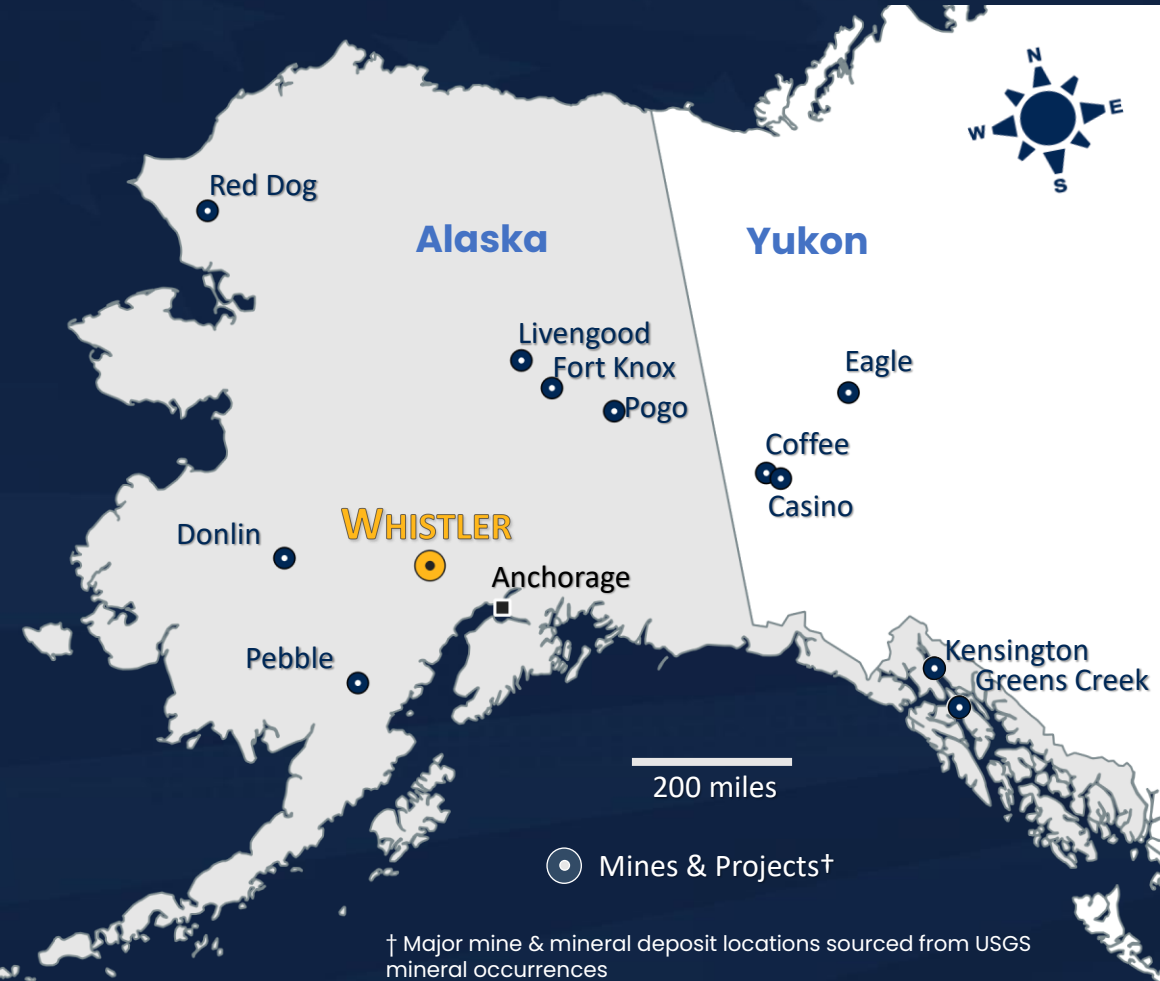 N
W
E
S
Red Dog
Alaska
Yukon
Livengood
Fort Knox
Pogo
Eagle
Coffee
Casino
Donlin
WHISTLER
Anchorage
Pebble
Kensington
Greens Creek
200 miles
Mines & Projects†
† Major mine & mineral deposit locations sourced from USGS
mineral occurrences